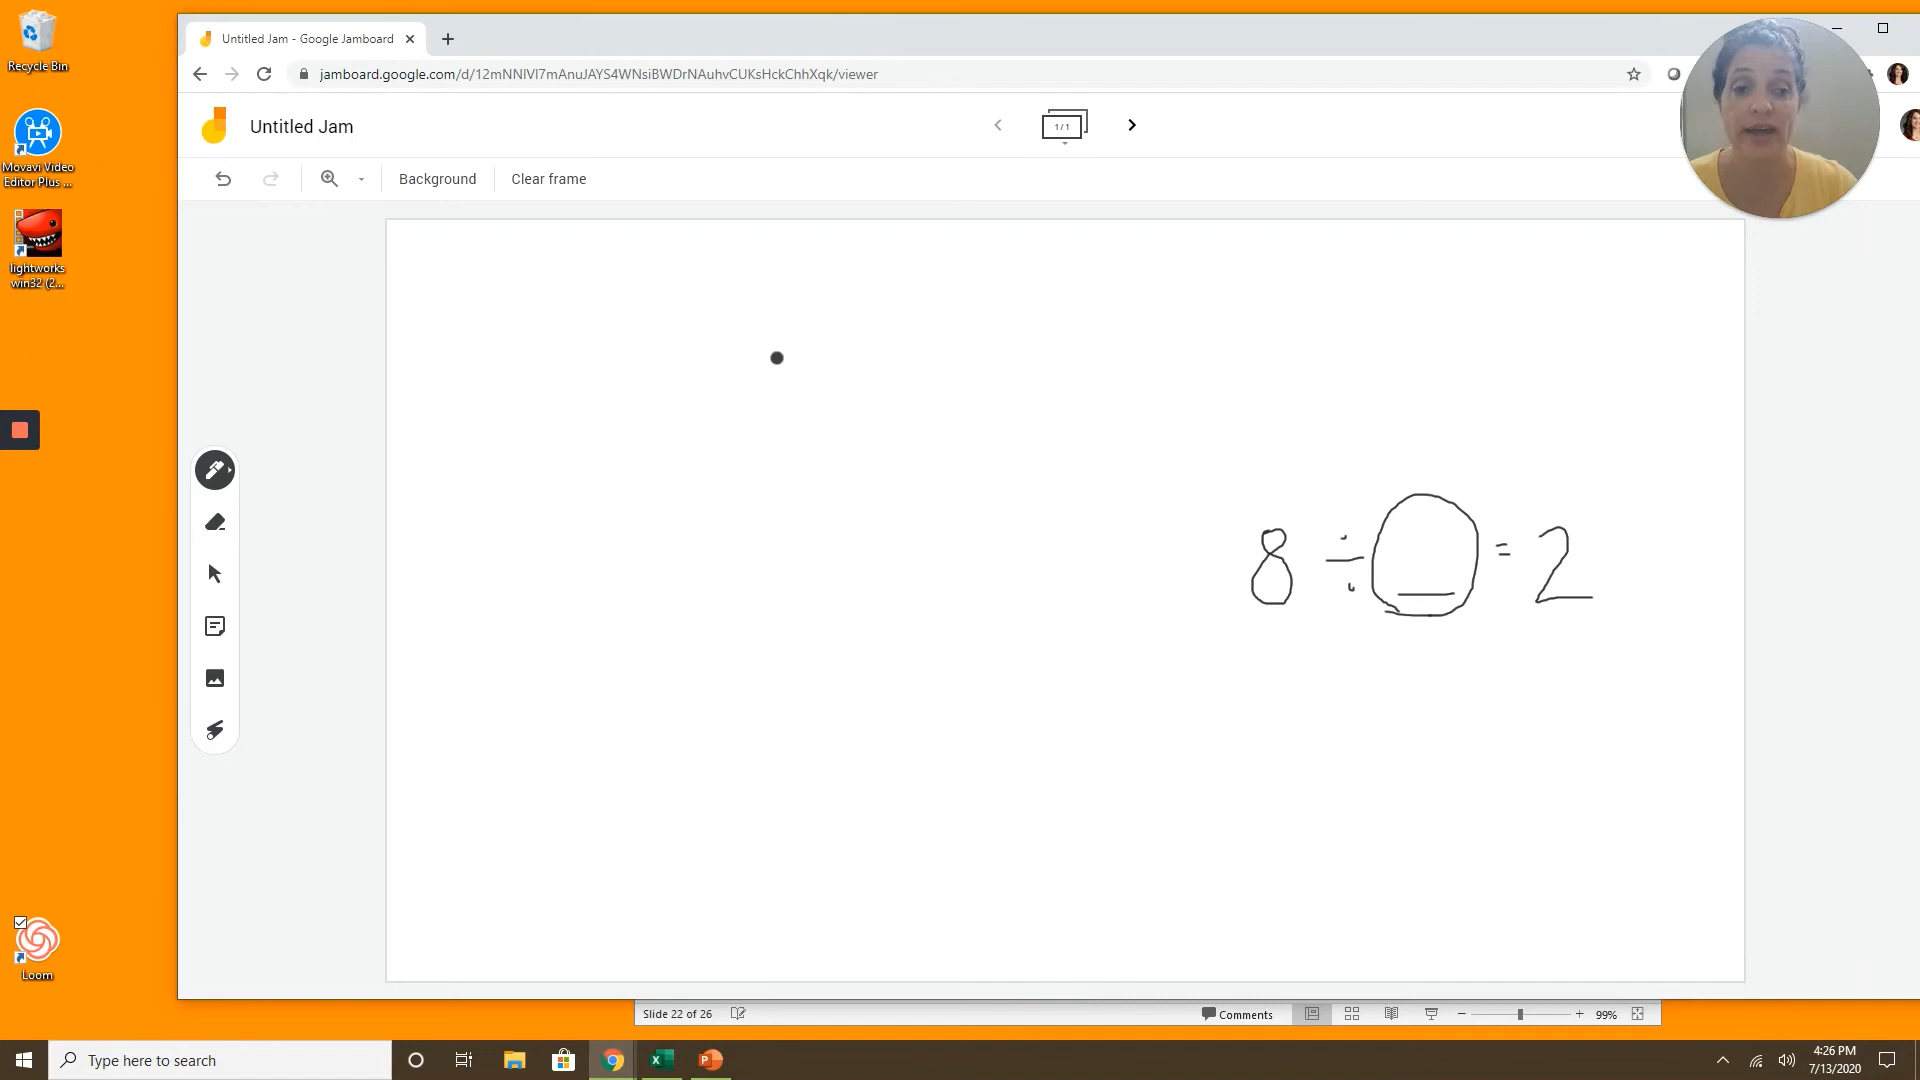 Recycle Bin
Untitled Jam - Google Jamboard
jamboard.google.com/d/12mNNIVI7mAnuJAYS4WNsiBWDrNAuhvCUKsHckChhXqk/viewer
Untitled Jam
1 / 1
Background
Clear frame
Movavi Video
Editor Plus ...
lightworks
win32 (2...
8 ÷ __ = 2
Loom
Slide 22 of 26
Comments
99%
Type here to search
4:26 PM
7/13/2020